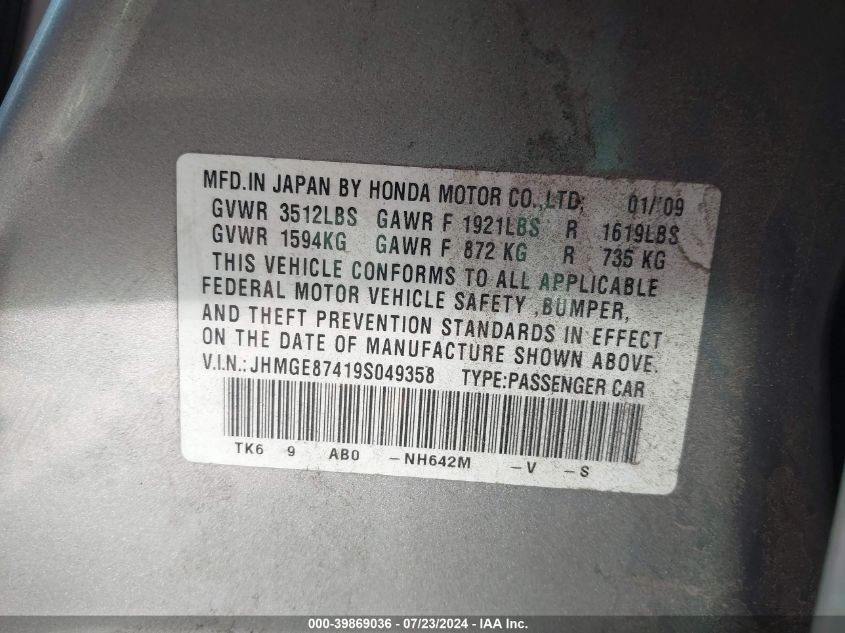 MFD.IN JAPAN BY HONDA MOTOR CO.,LTD, 01/'09
GVWR 3512LBS GAWR F 1921LBS R 1619LBS
GVWR 1594KG GAWR F 872 KG R 735 KG
THIS VEHICLE CONFORMS TO ALL APPLICABLE
FEDERAL MOTOR VEHICLE SAFETY ,BUMPER,
AND THEFT PREVENTION STANDARDS IN EFFECT
ON THE DATE OF MANUFACTURE SHOWN ABOVE.
V.I.N.: JHMGE87419S049358 TYPE:PASSENGER CAR
TK6 9 AB0 -NH642M -V -S
000-39869036 / 07/23/2024 - IAA Inc.